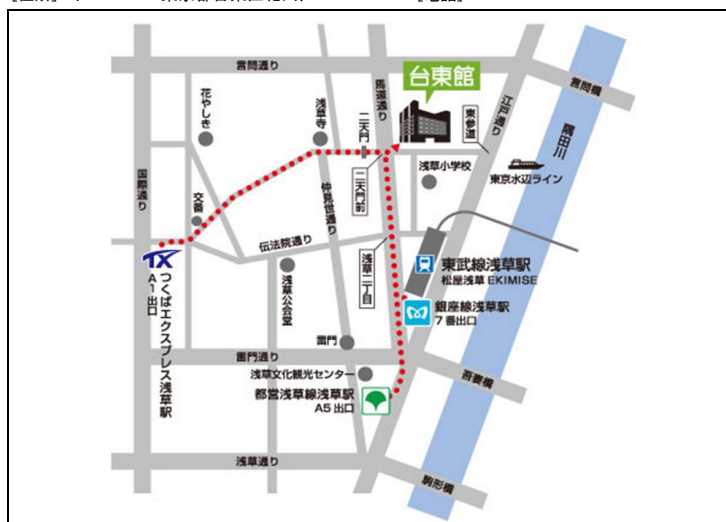 言問通り
台東館
花やしき
浅草寺
二天門
馬道通り
東参道
江戸通り
言問橋
隅田川
国際通り
交番
仲見世通り
二天門前
浅草小学校
東京水辺ライン
伝法院通り
TX
つくばエクスプレス浅草駅
A1出口
浅草公会堂
浅草二丁目
東武線浅草駅
松屋浅草 EKIMISE
銀座線浅草駅
7番出口
雷門
雷門通り
浅草文化観光センター
都営浅草線浅草駅
A5出口
吾妻橋
浅草通り
駒形橋